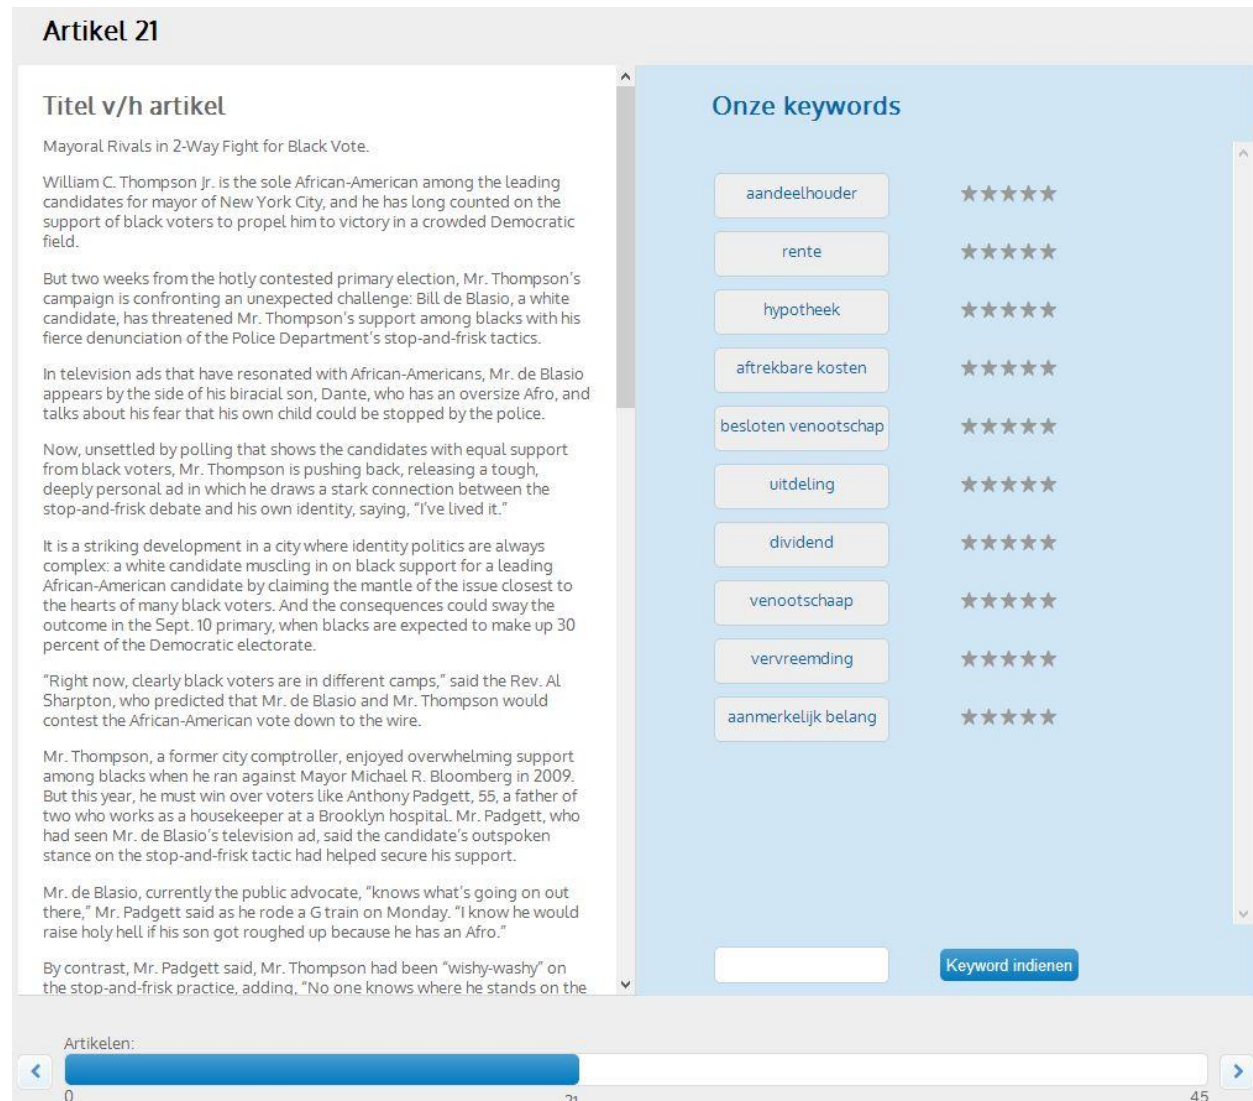 Artikel 21
Titel v/h artikel
Mayoral Rivals in 2-Way Fight for Black Vote.
William C. Thompson Jr. is the sole African-American among the leading
candidates for mayor of New York City, and he has long counted on the
support of black voters to propel him to victory in a crowded Democratic
field.
But two weeks from the hotly contested primary election, Mr. Thompson's
campaign is confronting an unexpected challenge: Bill de Blasio, a white
candidate, has threatened Mr. Thompson's support among blacks with his
fierce denunciation of the Police Department's stop-and-frisk tactics.
In television ads that have resonated with African-Americans, Mr. de Blasio
appears by the side of his biracial son, Dante, who has an oversize Afro, and
talks about his fear that his own child could be stopped by the police.
Now, unsettled by polling that shows the candidates with equal support
from black voters, Mr. Thompson is pushing back, releasing a tough,
deeply personal ad in which he draws a stark connection between the
stop-and-frisk debate and his own identity, saying, “I've lived it.”
It is a striking development in a city where identity politics are always
complex: a white candidate muscling in on black support for a leading
African-American candidate by claiming the mantle of the issue closest to
the hearts of many black voters. And the consequences could sway the
outcome in the Sept. 10 primary, when blacks are expected to make up 30
percent of the Democratic electorate.
“Right now, clearly black voters are in different camps,” said the Rev. Al
Sharpton, who predicted that Mr. de Blasio and Mr. Thompson would
contest the African-American vote down to the wire.
Mr. Thompson, a former city comptroller, enjoyed overwhelming support
among blacks when he ran against Mayor Michael R. Bloomberg in 2009.
But this year, he must win over voters like Anthony Padgett, 55, a father of
two who works as a housekeeper at a Brooklyn hospital. Mr. Padgett, who
had seen Mr. de Blasio's television ad, said the candidate's outspoken
stance on the stop-and-frisk tactic had helped secure his support.
Mr. de Blasio, currently the public advocate, “knows what's going on out
there,” Mr. Padgett said as he rode a G train on Monday. “I know he would
raise holy hell if his son got roughed up because he has an Afro.”
By contrast, Mr. Padgett said, Mr. Thompson had been “wishy-washy” on
the stop-and-frisk practice, adding, “No one knows where he stands on the
Onze keywords
aandeelhouder
rente
hypotheek
aftrekbare kosten
besloten venootschap
uitdeling
dividend
venootschaap
vervreemding
aanmerkelijk belang
Keyword indienen
Artikelen:
0
21
45